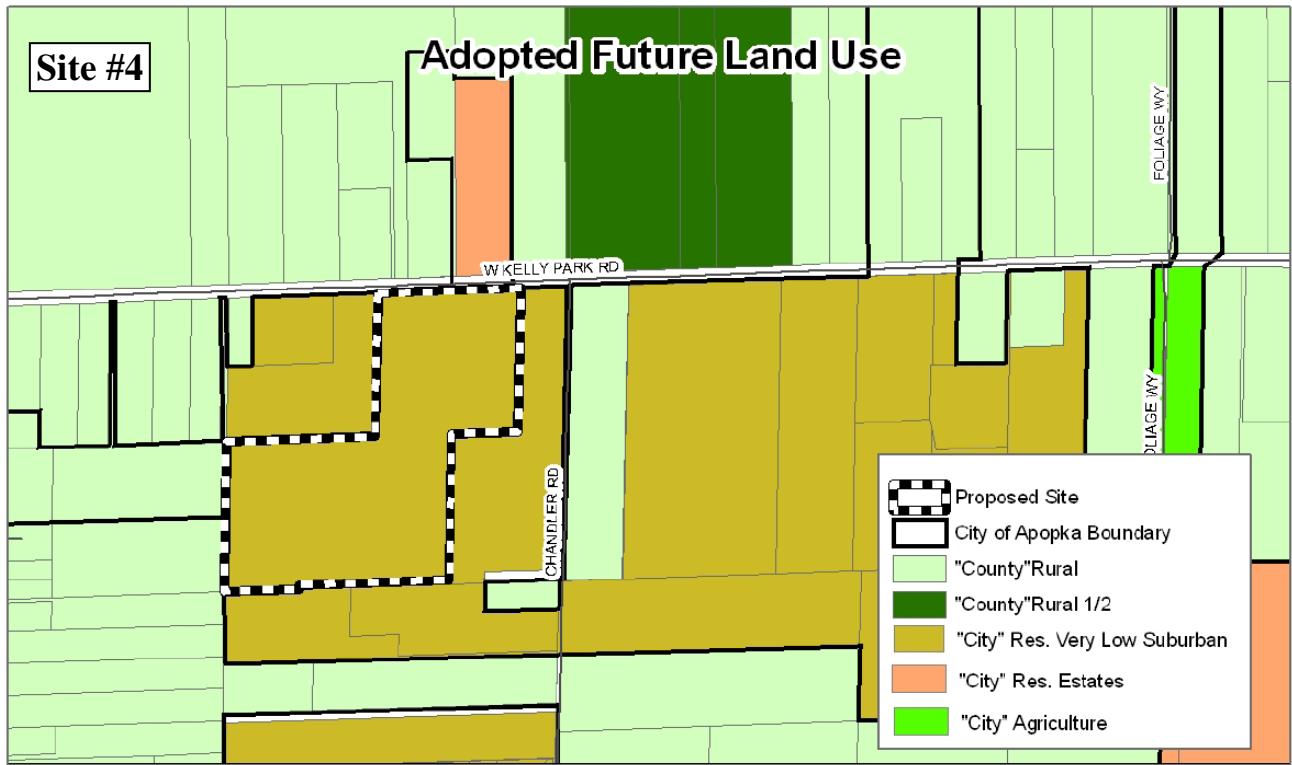 Site #4
Adopted Future Land Use
FOLIAGE WY
W KELLY PARK RD
CHANDLER RD
OLIAGE WY
Proposed Site
City of Apopka Boundary
"County"Rural
"County"Rural 1/2
"City" Res. Very Low Suburban
"City" Res. Estates
"City" Agriculture